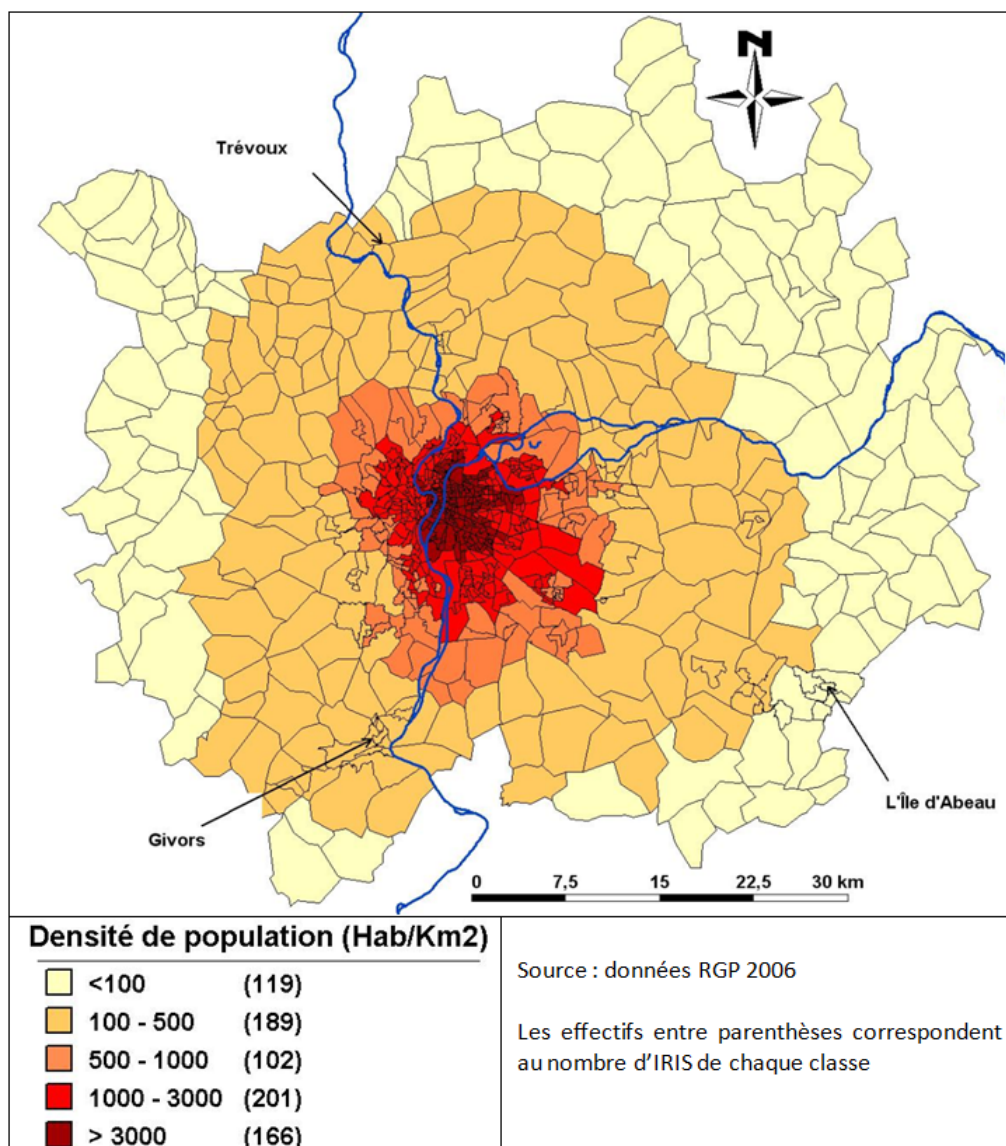 N
Trévoux
L'Île d'Abeau
Givors
0 7,5 15 22,5 30 km
Densité de population (Hab/Km2)
<100 (119)
100 - 500 (189)
500 - 1000 (102)
1000 - 3000 (201)
> 3000 (166)
Source : données RGP 2006
Les effectifs entre parenthèses correspondent
au nombre d'IRIS de chaque classe